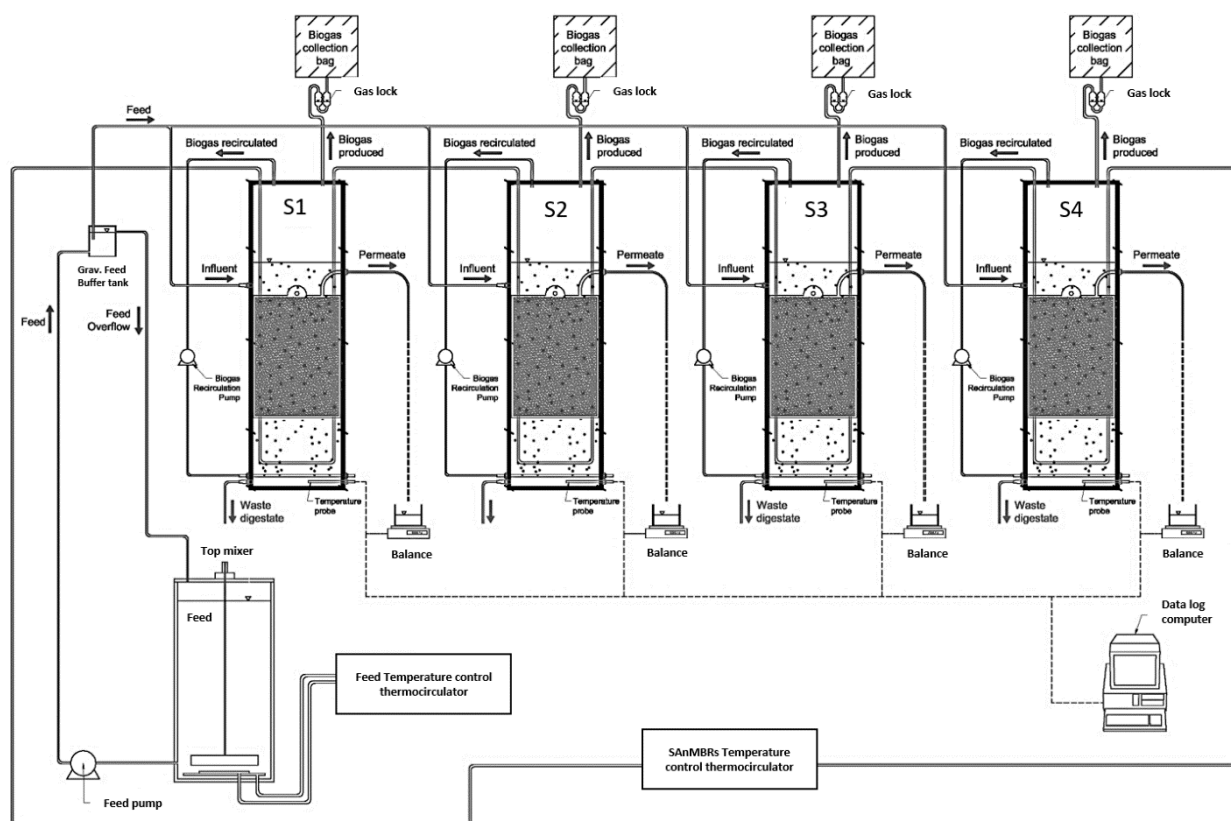 Biogas
collection
bag
Biogas
collection
bag
Biogas
collection
bag
Biogas
collection
bag
Gas lock
Gas lock
Gas lock
Gas lock
Feed
Biogas recirculated
Biogas
produced
Biogas recirculated
Biogas
produced
Biogas recirculated
Biogas
produced
Biogas recirculated
Biogas
produced
S1
S2
S3
S4
Grav. Feed
Buffer tank
Influent
Permeate
Influent
Permeate
Influent
Permeate
Influent
Permeate
Feed
Feed
Overflow
Biogas
Recirculation
Pump
Biogas
Recirculation
Pump
Biogas
Recirculation
Pump
Biogas
Recirculation
Pump
Waste
digestate
Temperature
probe
Temperature
probe
Waste
digestate
Temperature
probe
Waste
digestate
Temperature
probe
Balance
Balance
Balance
Balance
Top mixer
Feed
Data log
computer
Feed Temperature control
thermocirculator
SAnMBRs Temperature
control thermocirculator
Feed pump